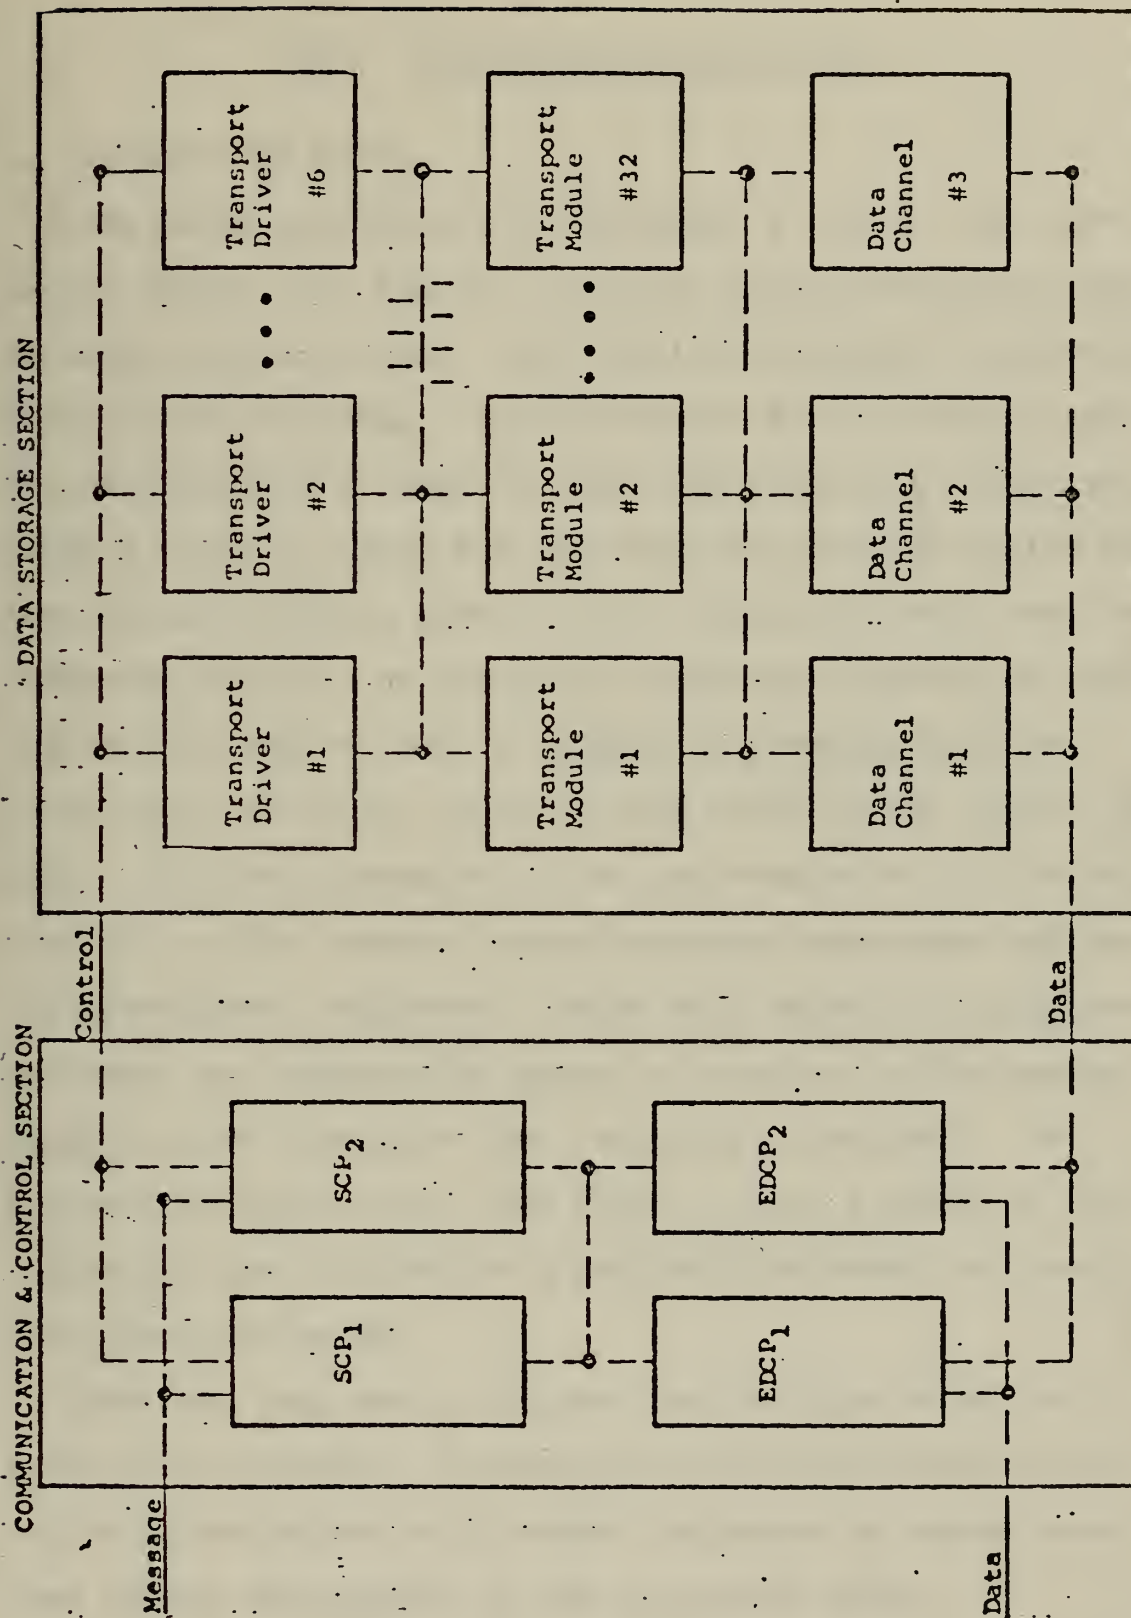 COMMUNICATION & CONTROL SECTION
Message
Data
SCP1
SCP2
EDCP1
EDCP2
Control
Data
DATA STORAGE SECTION
Transport
Driver
#1
Transport
Driver
#2
Transport
Driver
#6
Transport
Module
#1
Transport
Module
#2
Transport
Module
#32
Data
Channel
#1
Data
Channel
#2
Data
Channel
#3